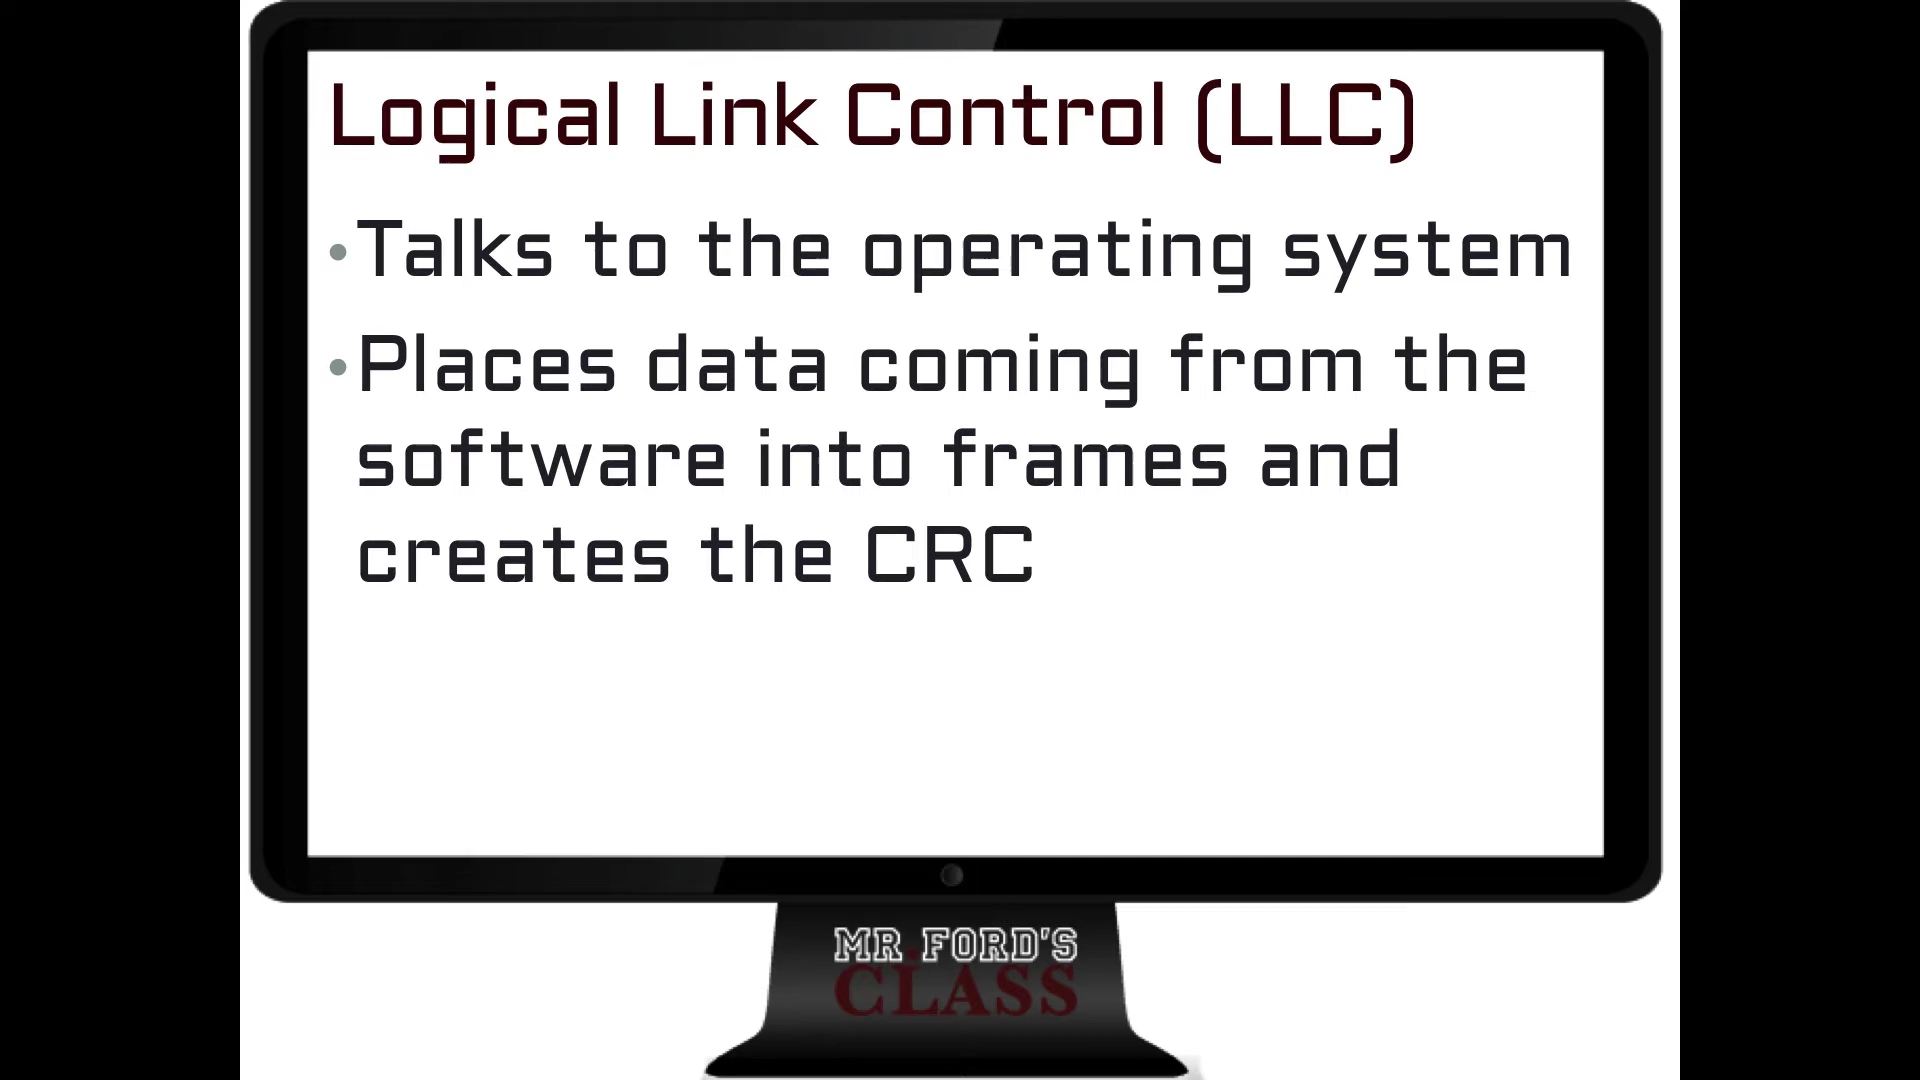 Logical Link Control (LLC)
•Talks to the operating system
•Places data coming from the
software into frames and
creates the CRC
MR FORD'S
CLASS